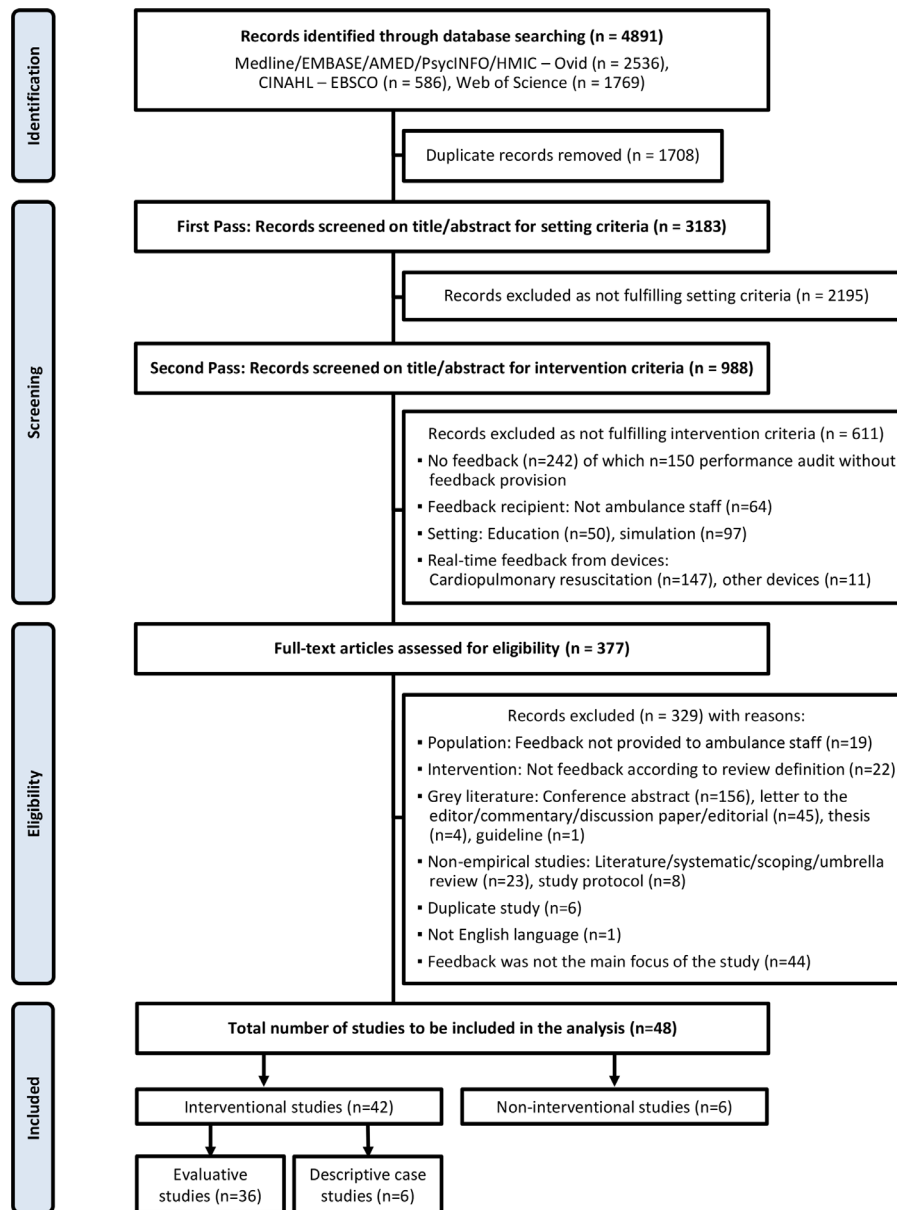 Identification
Records identified through database searching (n = 4891)
Medline/EMBASE/AMED/PsycINFO/HMIC – Ovid (n = 2536),
CINAHL – EBSCO (n = 586), Web of Science (n = 1769)
Duplicate records removed (n = 1708)
Screening
First Pass: Records screened on title/abstract for setting criteria (n = 3183)
Records excluded as not fulfilling setting criteria (n = 2195)
Second Pass: Records screened on title/abstract for intervention criteria (n = 988)
Records excluded as not fulfilling intervention criteria (n = 611)
▪ No feedback (n=242) of which n=150 performance audit without
feedback provision
▪ Feedback recipient: Not ambulance staff (n=64)
▪ Setting: Education (n=50), simulation (n=97)
▪ Real-time feedback from devices:
Cardiopulmonary resuscitation (n=147), other devices (n=11)
Eligibility
Full-text articles assessed for eligibility (n = 377)
Records excluded (n = 329) with reasons:
▪ Population: Feedback not provided to ambulance staff (n=19)
▪ Intervention: Not feedback according to review definition (n=22)
▪ Grey literature: Conference abstract (n=156), letter to the
editor/commentary/discussion paper/editorial (n=45), thesis
(n=4), guideline (n=1)
▪ Non-empirical studies: Literature/systematic/scoping/umbrella
review (n=23), study protocol (n=8)
▪ Duplicate study (n=6)
▪ Not English language (n=1)
▪ Feedback was not the main focus of the study (n=44)
Included
Total number of studies to be included in the analysis (n=48)
Interventional studies (n=42)
Non-interventional studies (n=6)
Evaluative
studies (n=36)
Descriptive case
studies (n=6)